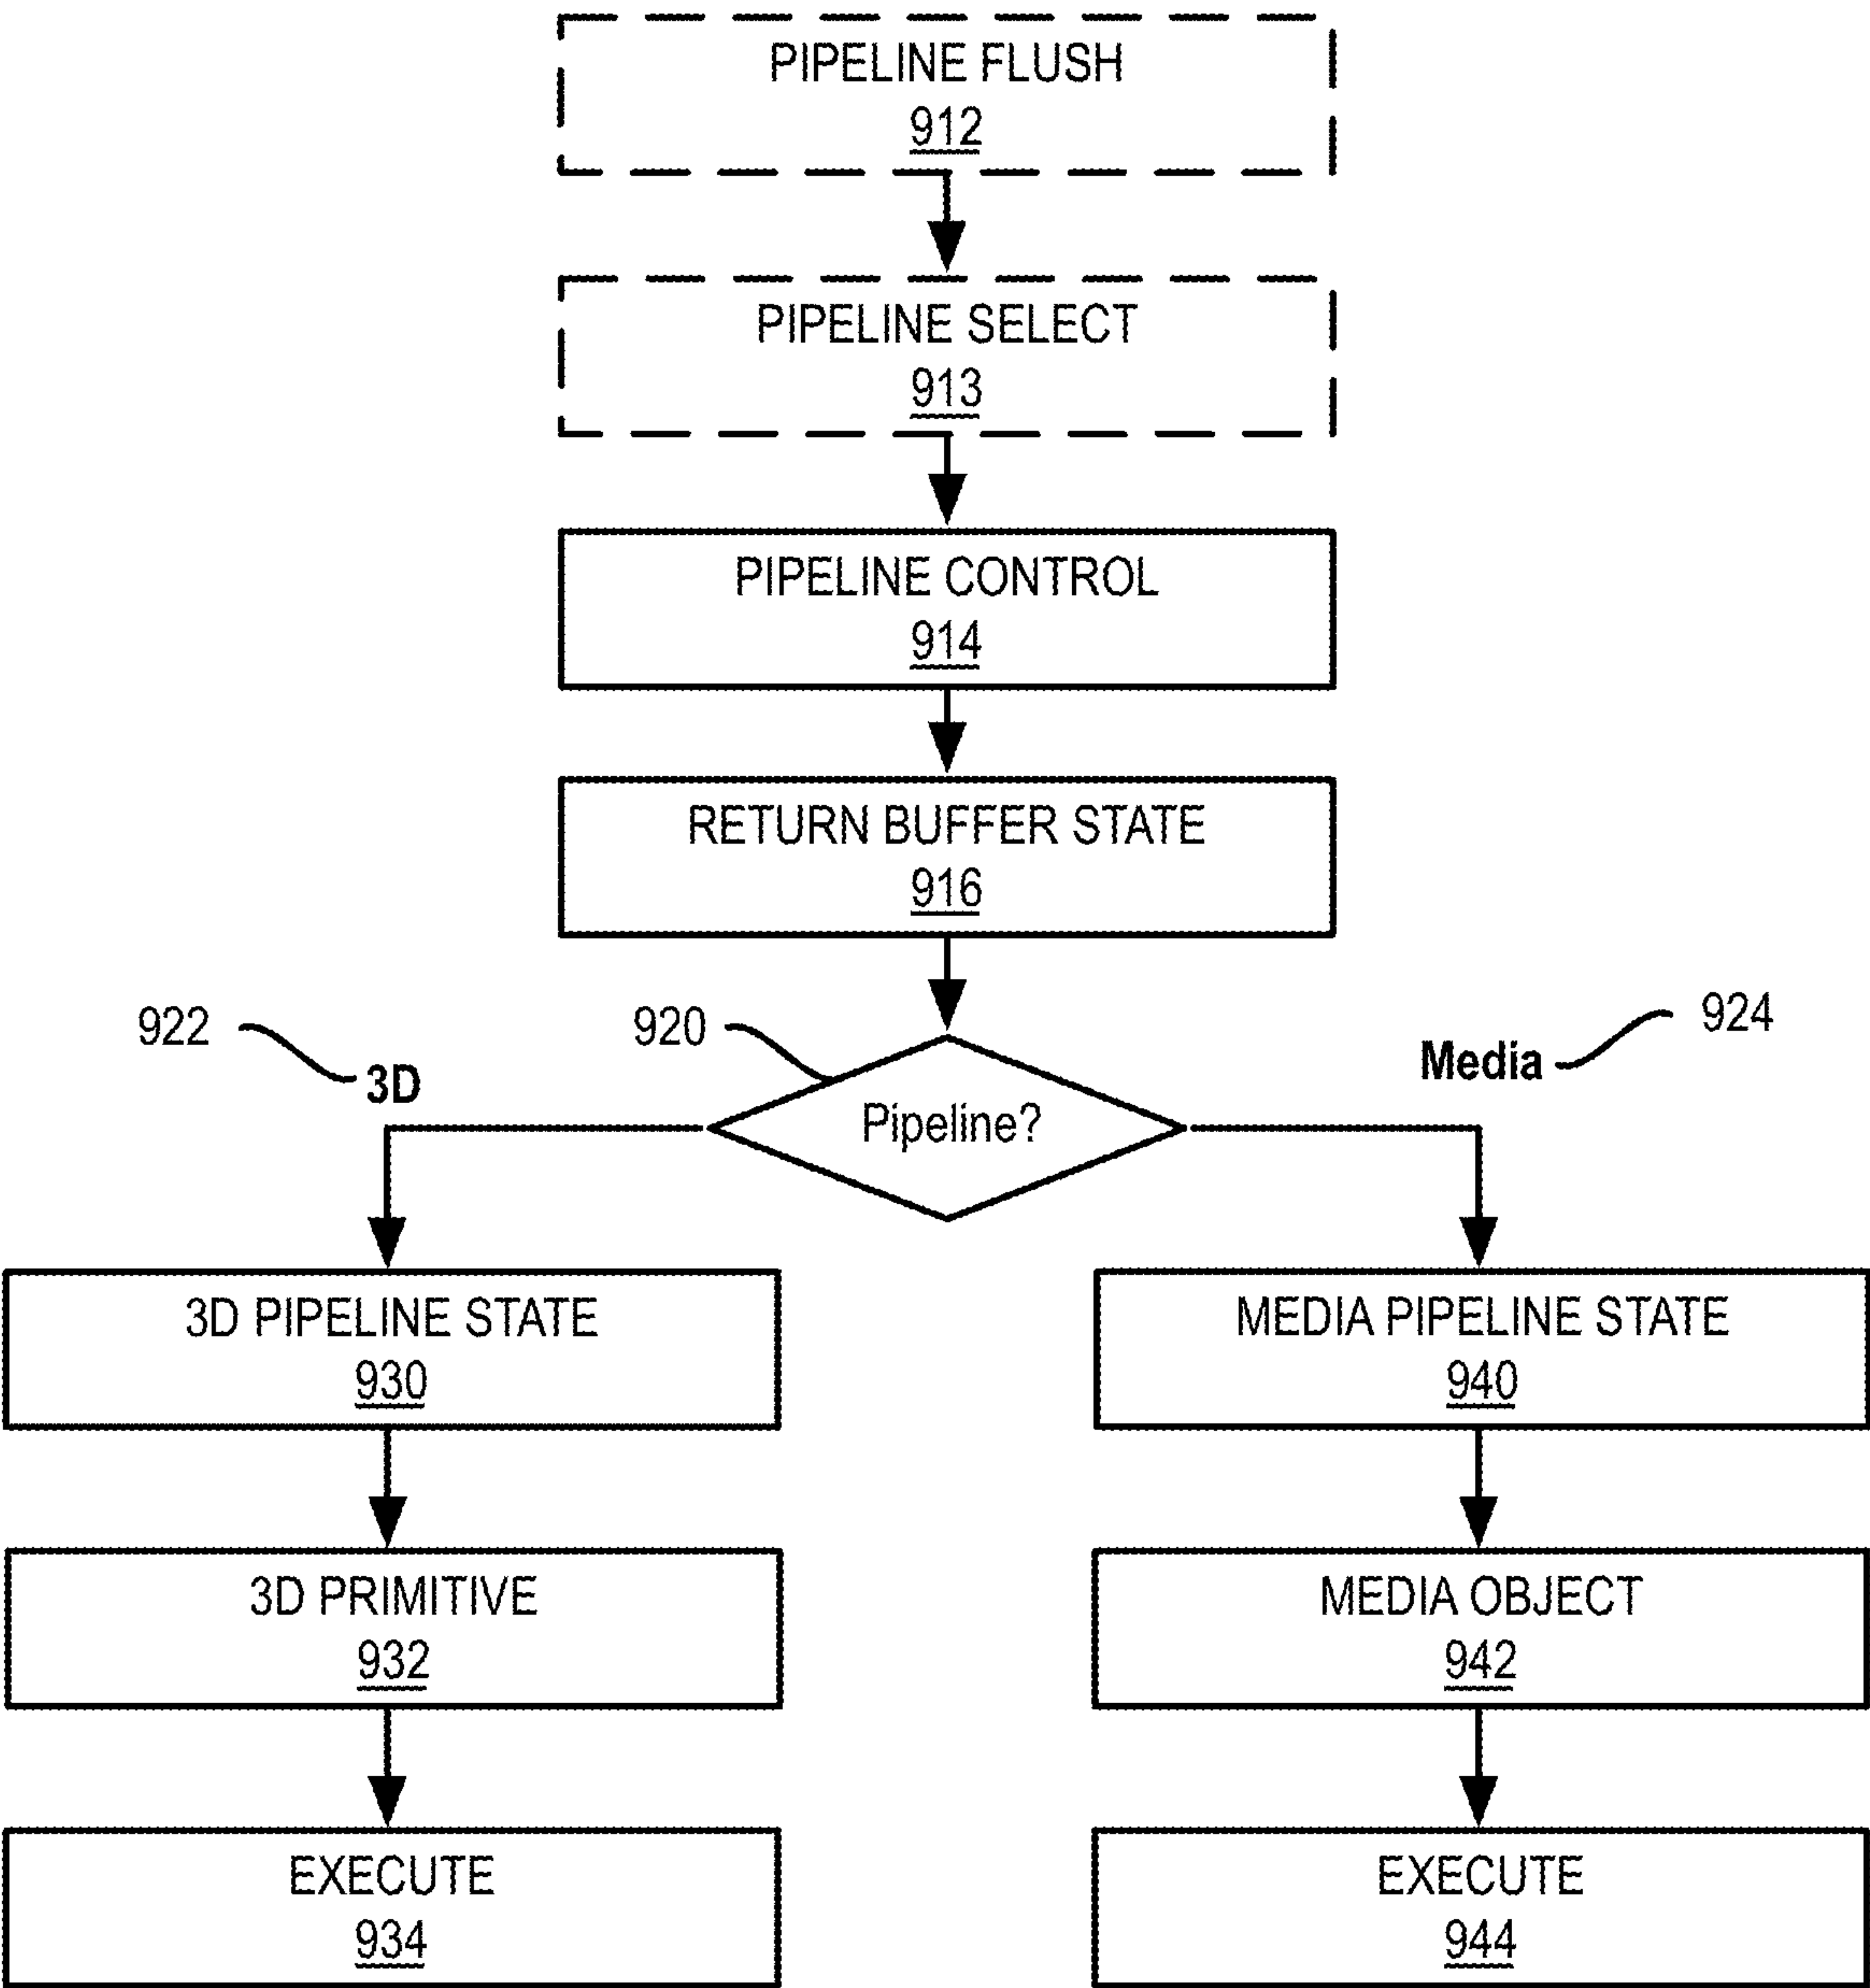 PIPELINE FLUSH
912
PIPELINE SELECT
913
PIPELINE CONTROL
914
RETURN BUFFER STATE
916
922
920
924
3D
Media
Pipeline?
3D PIPELINE STATE
930
MEDIA PIPELINE STATE
940
3D PRIMITIVE
932
MEDIA OBJECT
942
EXECUTE
934
EXECUTE
944